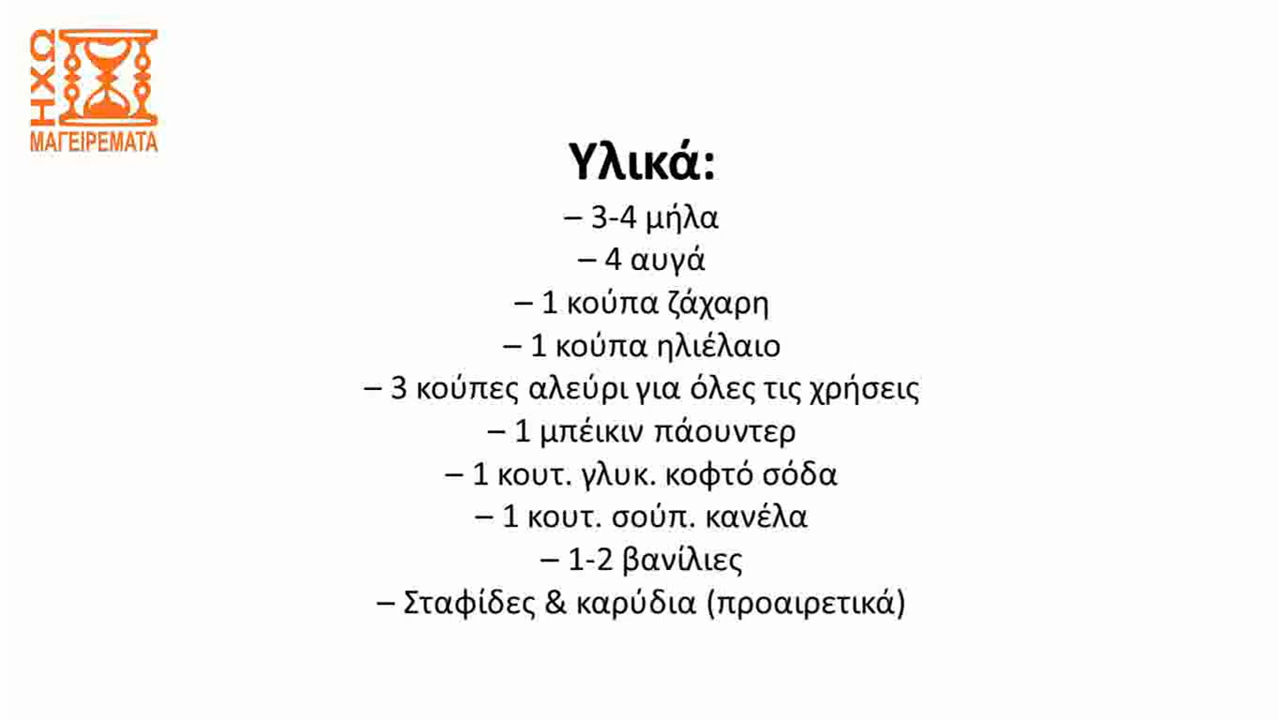 ΗΧΩ
ΜΑΓΕΙΡΕΜΑΤΑ
Υλικά:
– 3-4 μήλα
– 4 αυγά
– 1 κούπα ζάχαρη
– 1 κούπα ηλιέλαιο
– 3 κούπες αλεύρι για όλες τις χρήσεις
– 1 μπέικιν πάουντερ
– 1 κουτ. γλυκ. κοφτό σόδα
– 1 κουτ. σούπ. κανέλα
– 1-2 βανίλιες
– Σταφίδες & καρύδια (προαιρετικά)